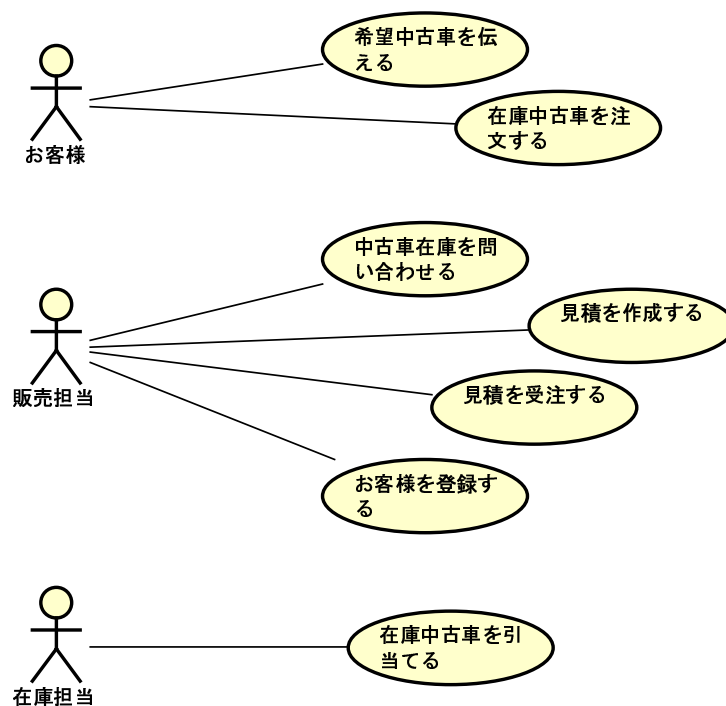 希望中古車を伝
える
在庫中古車を注
文する
お客様
中古車在庫を問
い合わせる
見積を作成する
見積を受注する
販売担当
お客様を登録す
る
在庫中古車を引
当てる
在庫担当